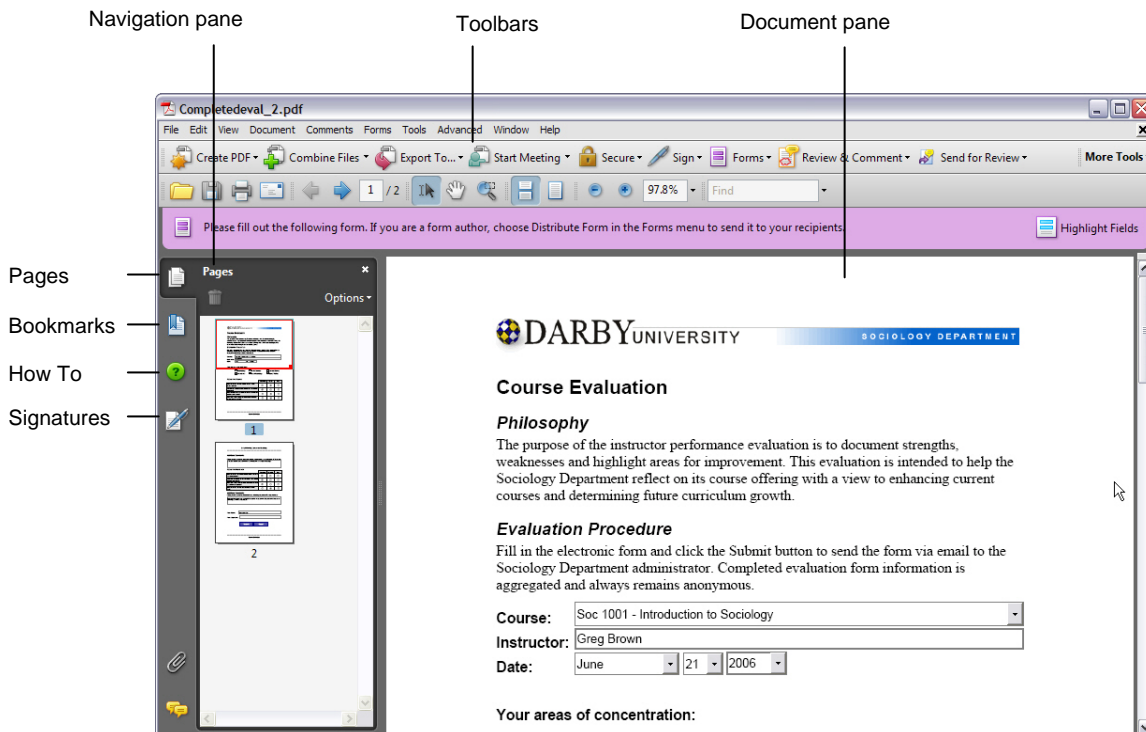 Navigation pane
Toolbars
Document pane
Completedeval_2.pdf
File Edit View Document Comments Forms Tools Advanced Window Help
Create PDF Combine Files Export To... Start Meeting Secure Sign Forms Review & Comment Send for Review More Tools
1 / 2 97.8% Find
Please fill out the following form. If you are a form author, choose Distribute Form in the Forms menu to send it to your recipients. Highlight Fields
Pages
Bookmarks
How To
Signatures
Pages
Options
1
2
DARBY UNIVERSITY SOCIOLOGY DEPARTMENT
Course Evaluation
Philosophy
The purpose of the instructor performance evaluation is to document strengths,
weaknesses and highlight areas for improvement. This evaluation is intended to help the
Sociology Department reflect on its course offering with a view to enhancing current
courses and determining future curriculum growth.
Evaluation Procedure
Fill in the electronic form and click the Submit button to send the form via email to the
Sociology Department administrator. Completed evaluation form information is
aggregated and always remains anonymous.
Course: Soc 1001 - Introduction to Sociology
Instructor: Greg Brown
Date: June 21 2006
Your areas of concentration: